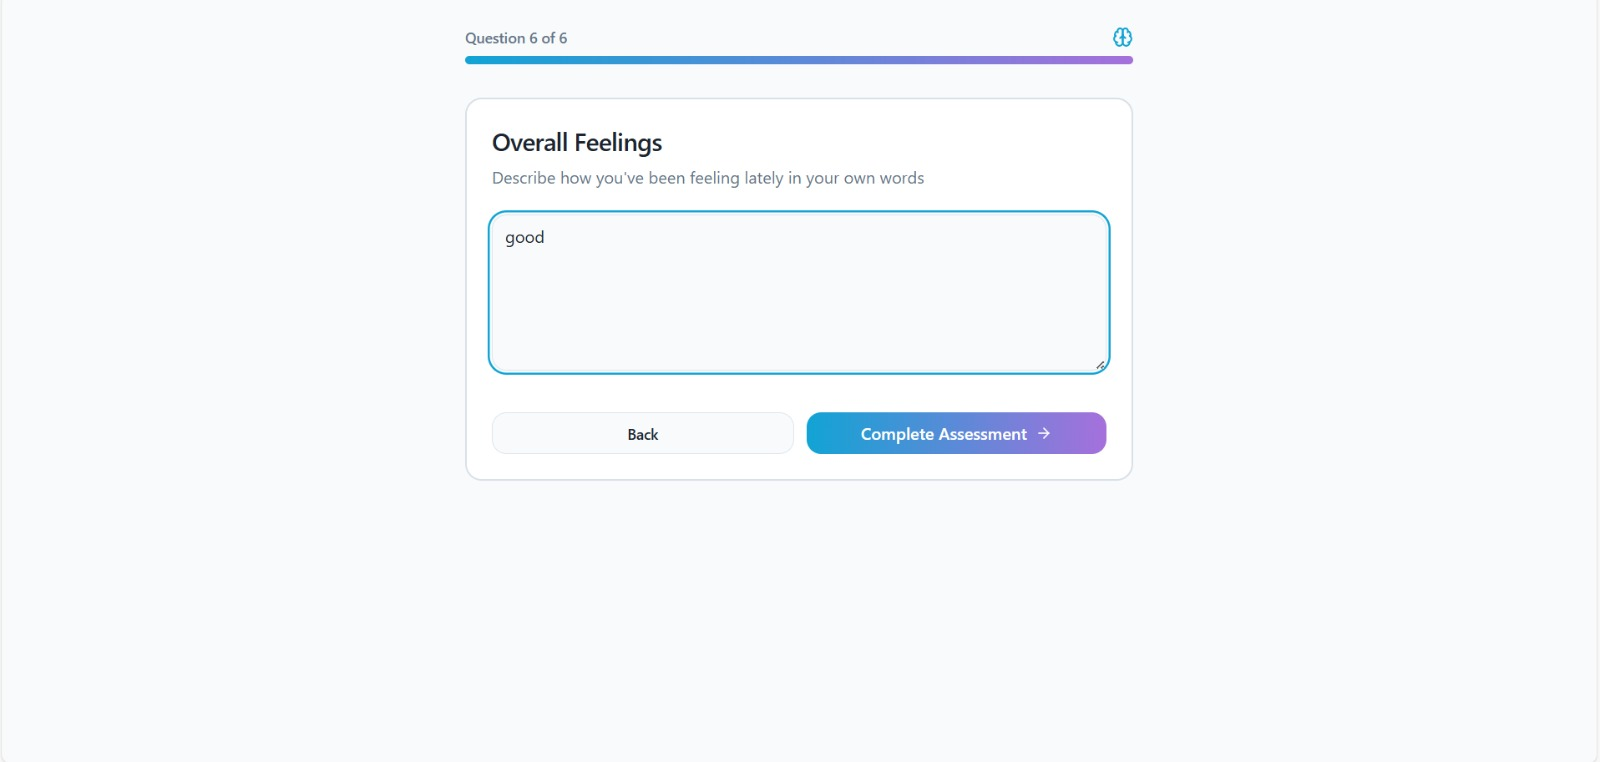 Question 6 of 6
Overall Feelings
Describe how you've been feeling lately in your own words
good
Back
Complete Assessment →